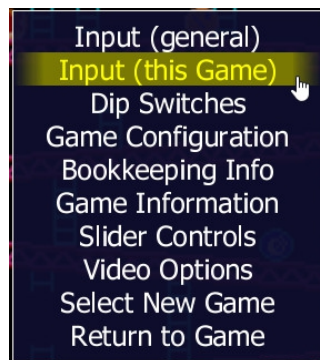 Input (general)
Input (this Game)
Dip Switches
Game Configuration
Bookkeeping Info
Game Information
Slider Controls
Video Options
Select New Game
Return to Game